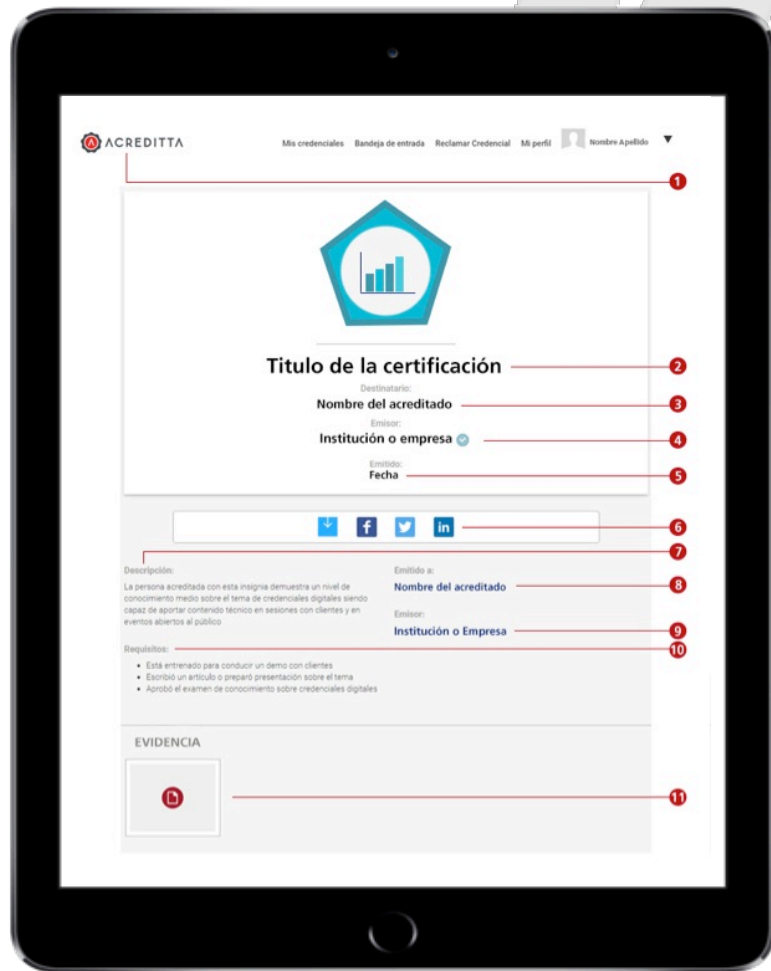 ACREDITTA
Mis credenciales Bandeja de entrada Reclamar Credencial Mi perfil Nombre Apellido
1
Titulo de la certificación
2
Destinatario:
Nombre del acreditado
3
Emisor:
Institución o empresa
4
Emitido:
Fecha
5
f in
6
7
Descripción:
La persona acreditada con esta insignia demuestra un nivel de
conocimiento medio sobre el tema de credenciales digitales siendo
capaz de aportar contenido técnico en sesiones con clientes y en
eventos abiertos al público
Emitido a:
Nombre del acreditado
8
Emisor:
Institución o Empresa
9
Requisitos:
10
Está entrenado para conducir un demo con clientes
Escribió un artículo o preparó presentación sobre el tema
Aprobó el examen de conocimiento sobre credenciales digitales
EVIDENCIA
11